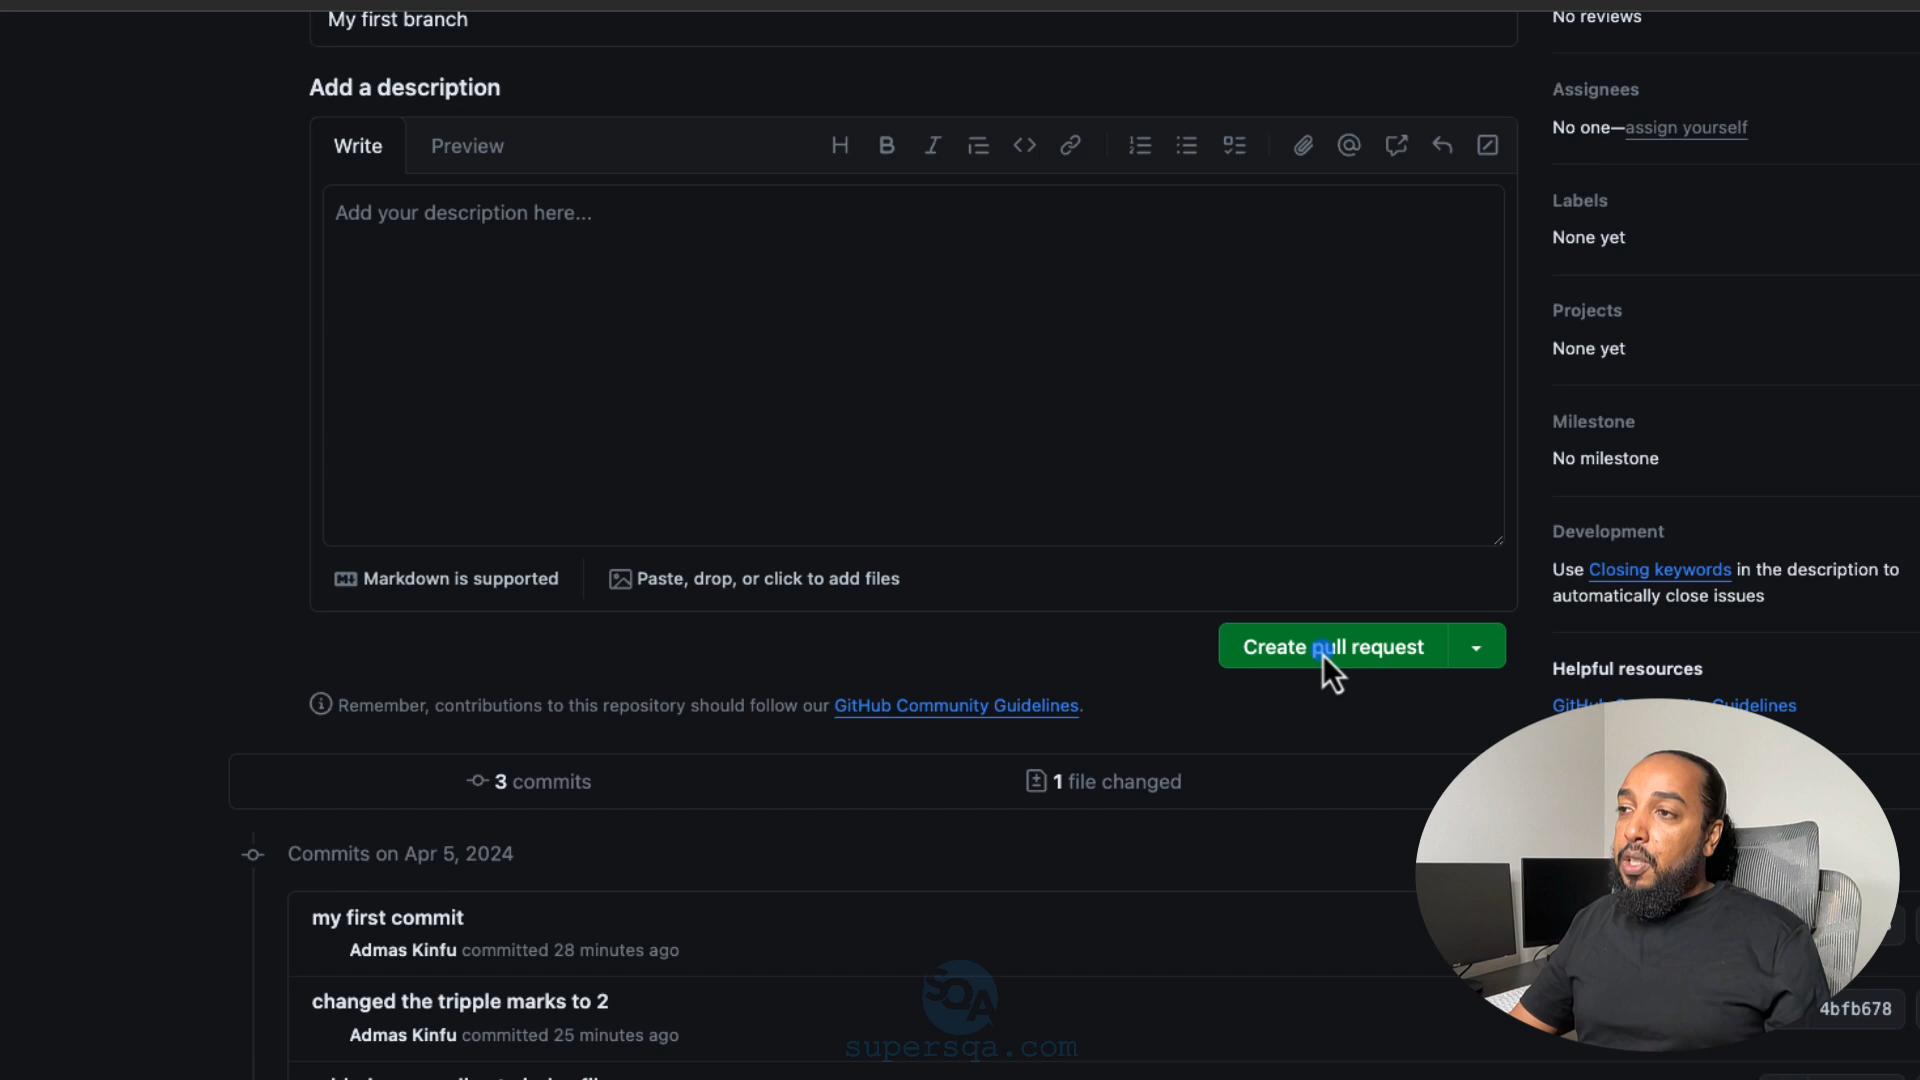 My first branch
No reviews
Add a description
Assignees
No one—assign yourself
Write
Preview
Add your description here...
Labels
None yet
Projects
None yet
Milestone
No milestone
Development
Use Closing keywords in the description to
automatically close issues
Markdown is supported
Paste, drop, or click to add files
Create pull request
Helpful resources
Remember, contributions to this repository should follow our GitHub Community Guidelines.
3 commits
1 file changed
Commits on Apr 5, 2024
my first commit
Admas Kinfu committed 28 minutes ago
changed the tripple marks to 2
Admas Kinfu committed 25 minutes ago
4bfb678
SQA
supersqa.com